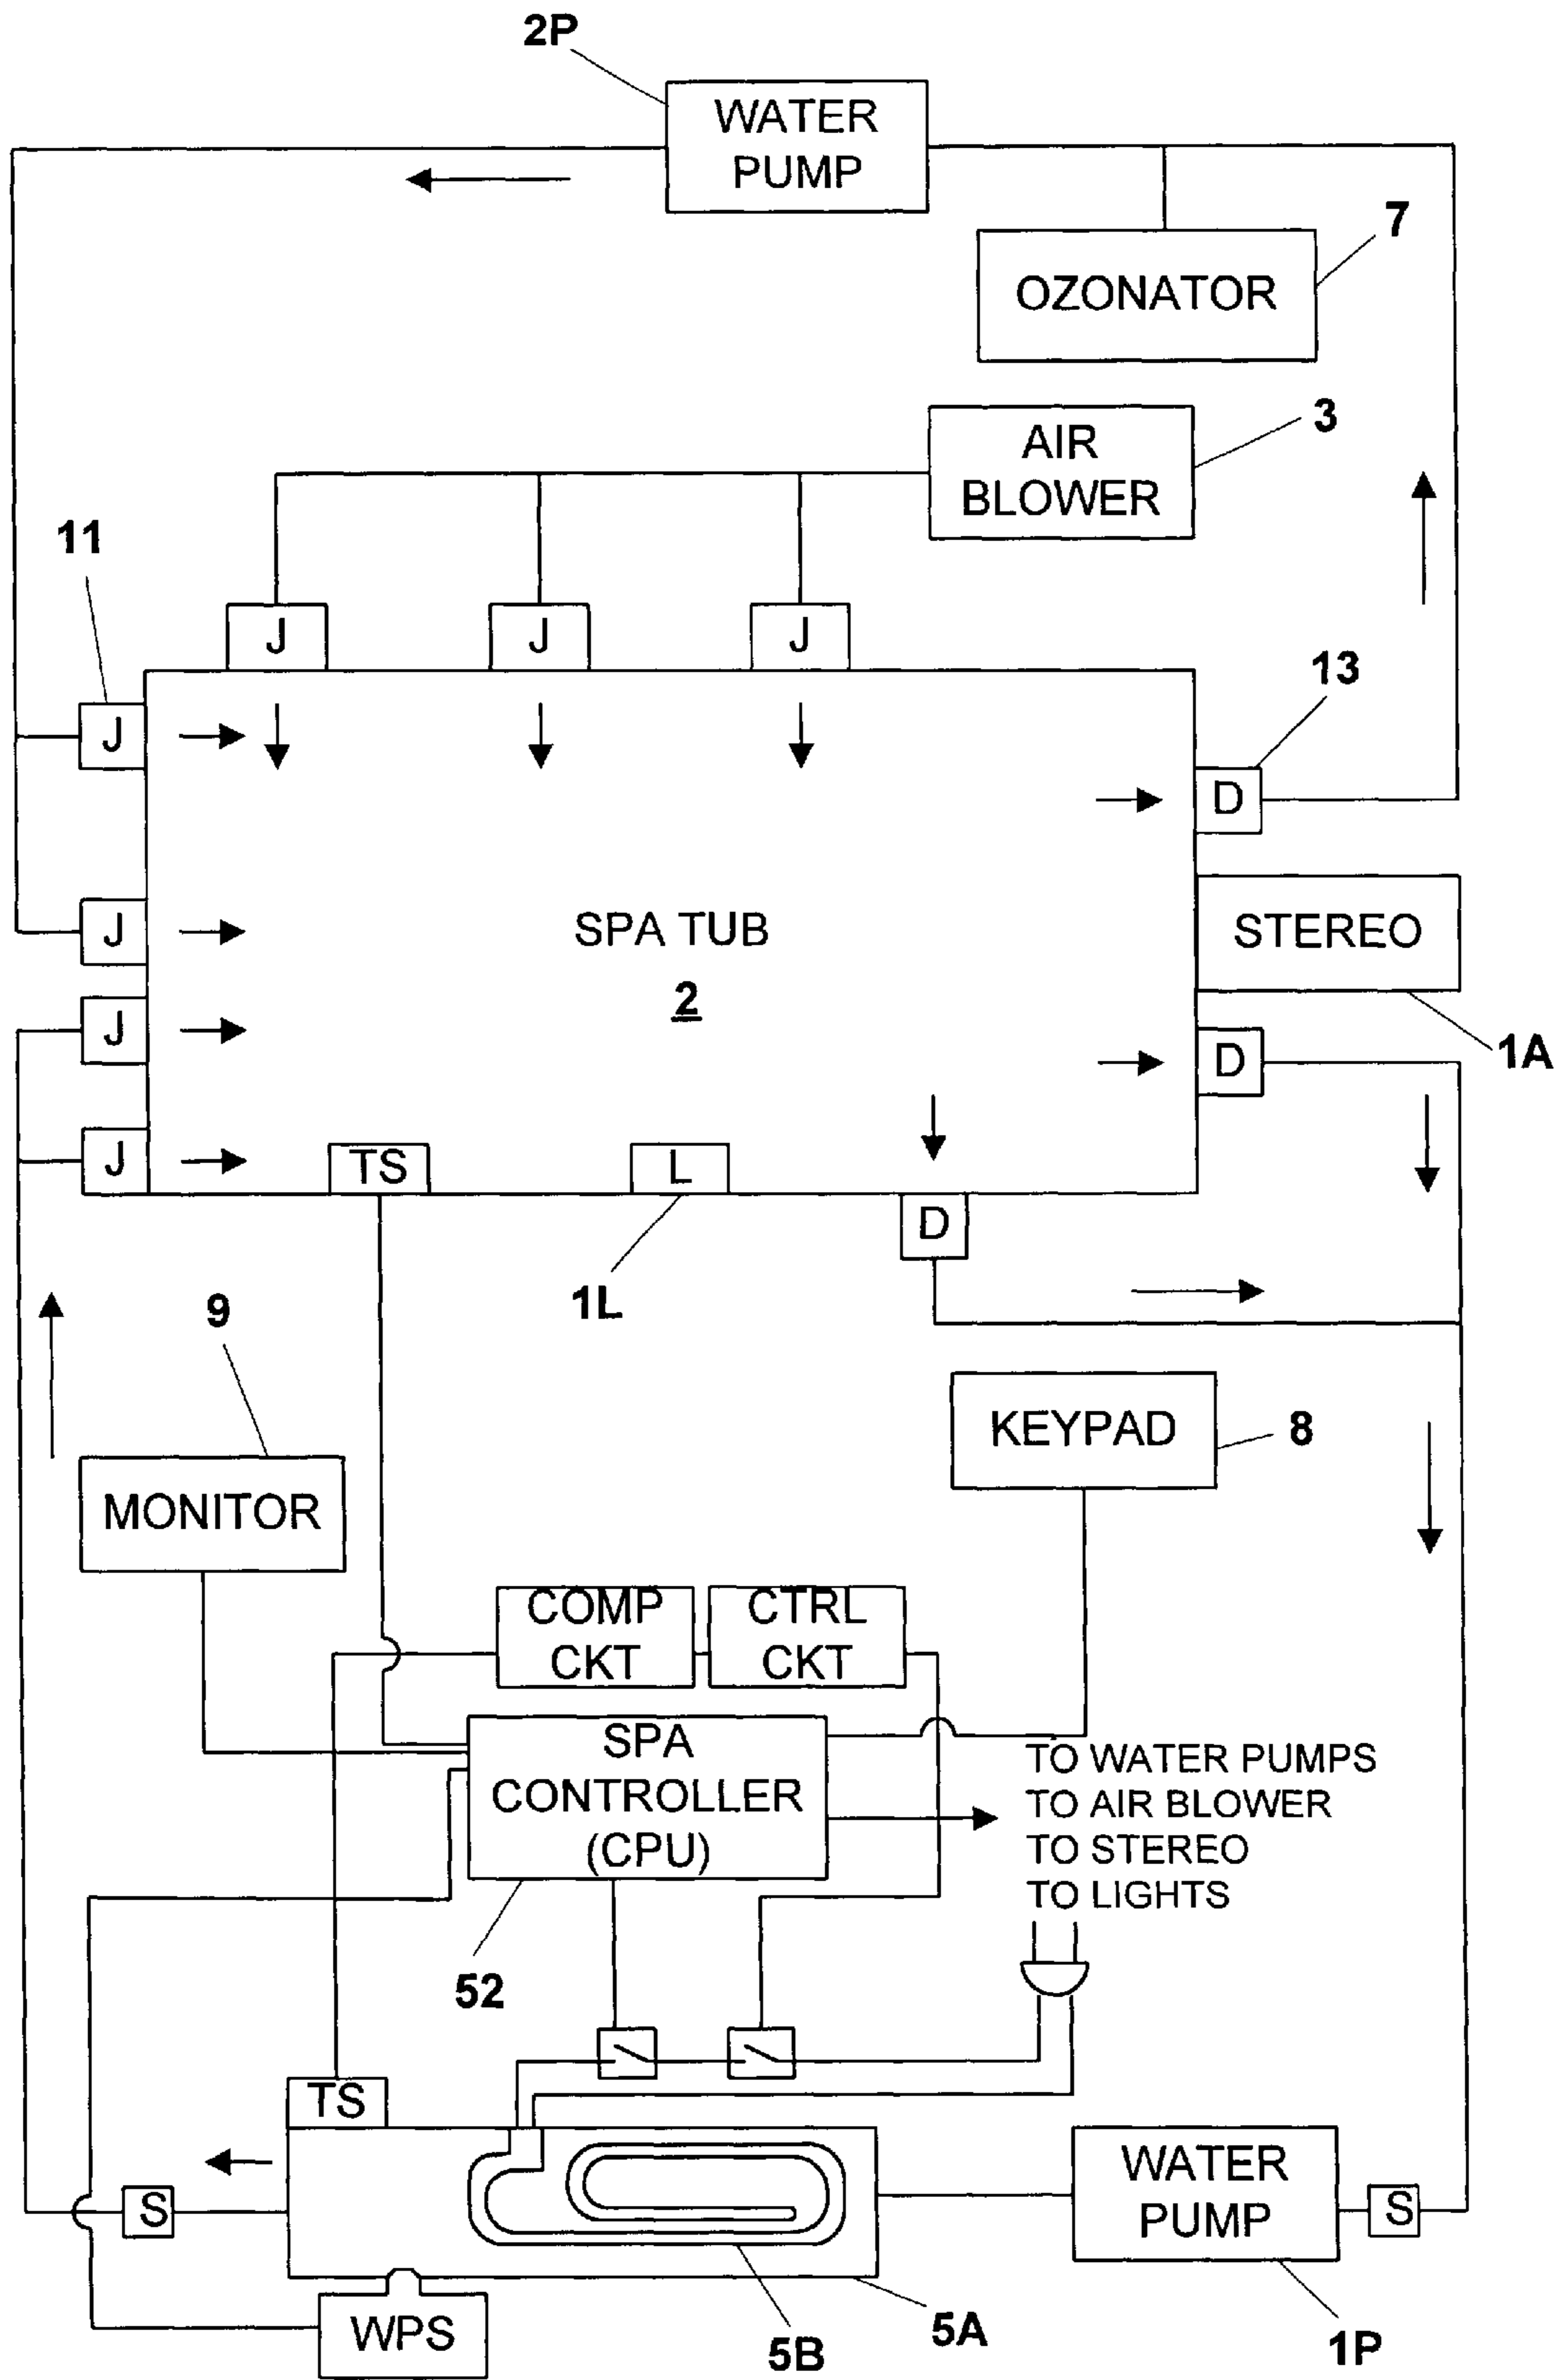 2P
WATER
PUMP
7
OZONATOR
3
AIR
BLOWER
11
J
J
J
13
J
D
J
SPA TUB
2
STEREO
J
D
1A
J
TS
L
D
1L
9
KEYPAD
8
MONITOR
COMP
CKT
CTRL
CKT
SPA
CONTROLLER
(CPU)
TO WATER PUMPS
TO AIR BLOWER
TO STEREO
TO LIGHTS
52
TS
WATER
PUMP
S
S
WPS
5B
5A
1P